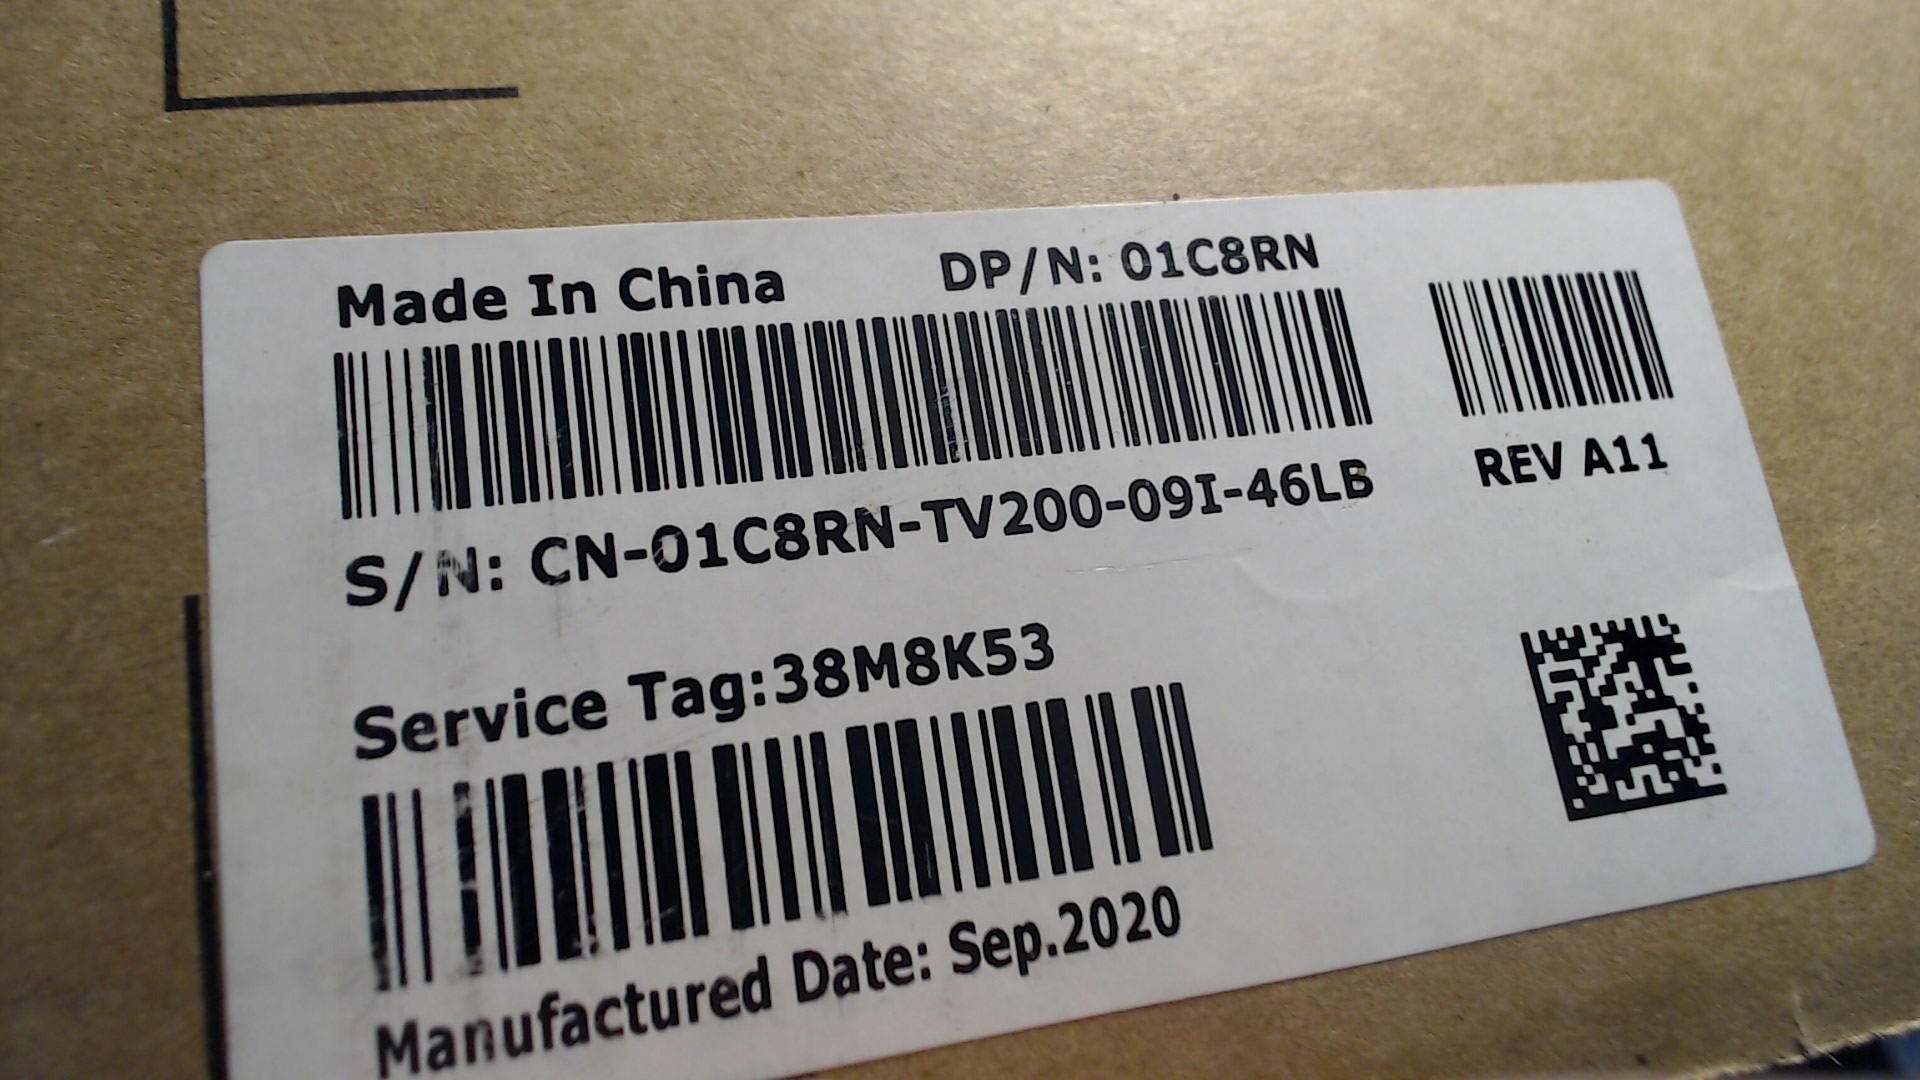 Made In China
DP/N: 01C8RN
S/N: CN-01C8RN-TV200-09I-46LB
REV A11
Service Tag:38M8K53
Manufactured Date: Sep.2020